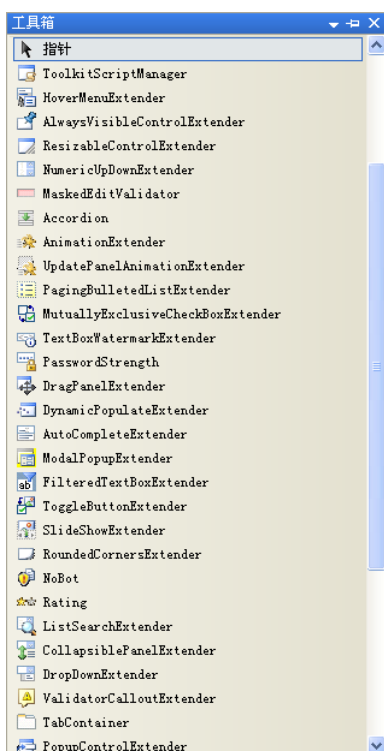 工具箱
指针
ToolkitScriptManager
HoverMenuExtender
AlwaysVisibleControlExtender
ResizableControlExtender
NumericUpDownExtender
MaskedEditValidator
Accordion
AnimationExtender
UpdatePanelAnimationExtender
PagingBulletedListExtender
MutuallyExclusiveCheckBoxExtender
TextBoxWatermarkExtender
PasswordStrength
DragPanelExtender
DynamicPopulateExtender
AutoCompleteExtender
ModalPopupExtender
FilteredTextBoxExtender
ToggleButtonExtender
SlideShowExtender
RoundedCornersExtender
NoBot
Rating
ListSearchExtender
CollapsiblePanelExtender
DropDownExtender
ValidatorCalloutExtender
TabContainer
PopupControlExtender